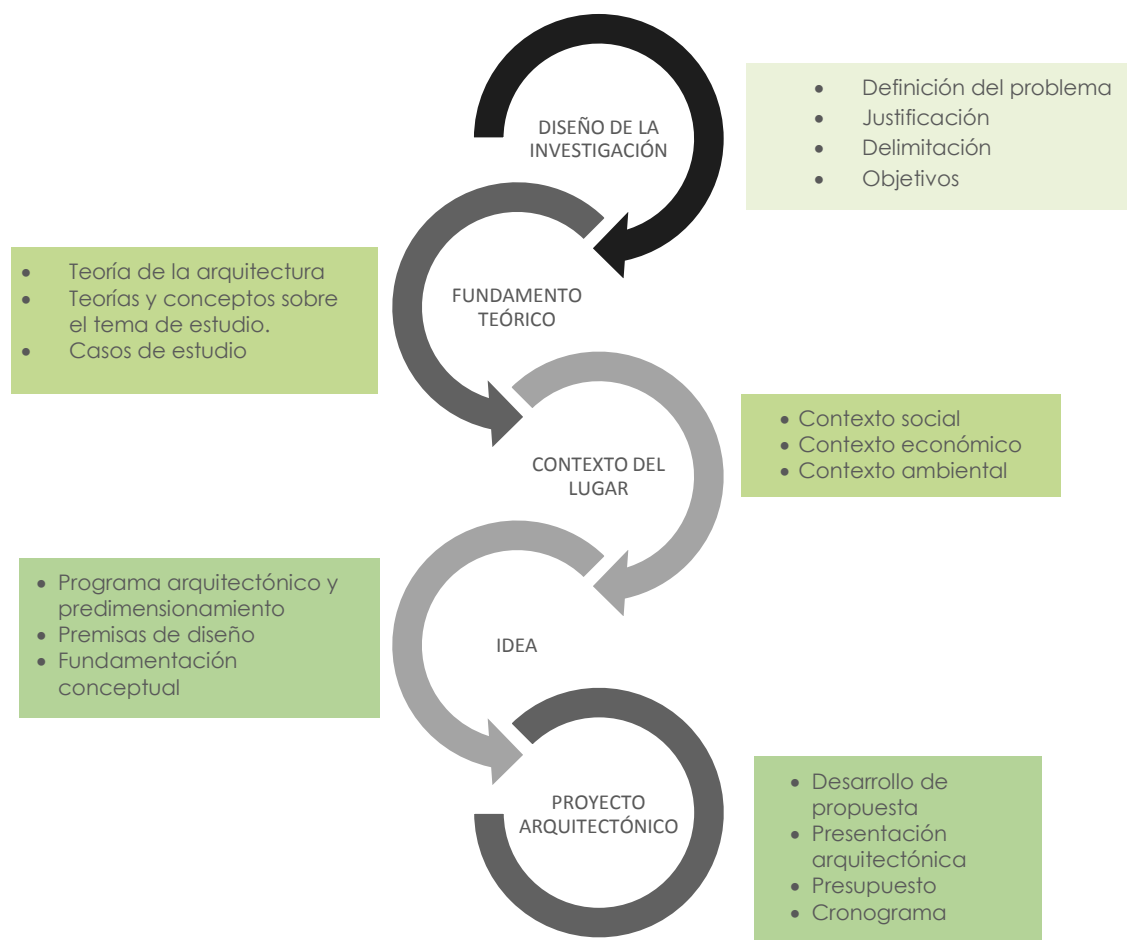 DISEÑO DE LA
INVESTIGACIÓN
• Definición del problema
• Justificación
• Delimitación
• Objetivos
FUNDAMENTO
TEÓRICO
• Teoría de la arquitectura
• Teorías y conceptos sobre
el tema de estudio.
• Casos de estudio
CONTEXTO DEL
LUGAR
• Contexto social
• Contexto económico
• Contexto ambiental
IDEA
• Programa arquitectónico y
predimensionamiento
• Premisas de diseño
• Fundamentación
conceptual
PROYECTO
ARQUITECTÓNICO
• Desarrollo de
propuesta
• Presentación
arquitectónica
• Presupuesto
• Cronograma